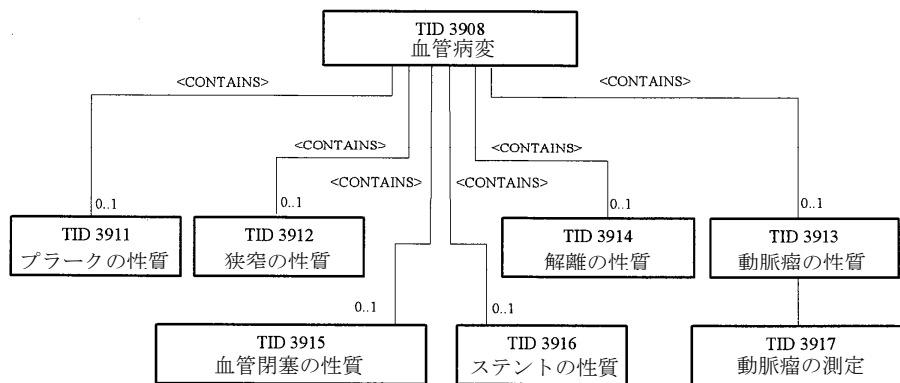 TID 3908
血管病変
<CONTAINS>
<CONTAINS>
<CONTAINS>
<CONTAINS>
<CONTAINS>
<CONTAINS>
0..1
0..1
0..1
0..1
TID 3911
プラークの性質
TID 3912
狭窄の性質
TID 3914
解離の性質
TID 3913
動脈瘤の性質
0..1
0..1
TID 3915
血管閉塞の性質
TID 3916
ステントの性質
TID 3917
動脈瘤の測定